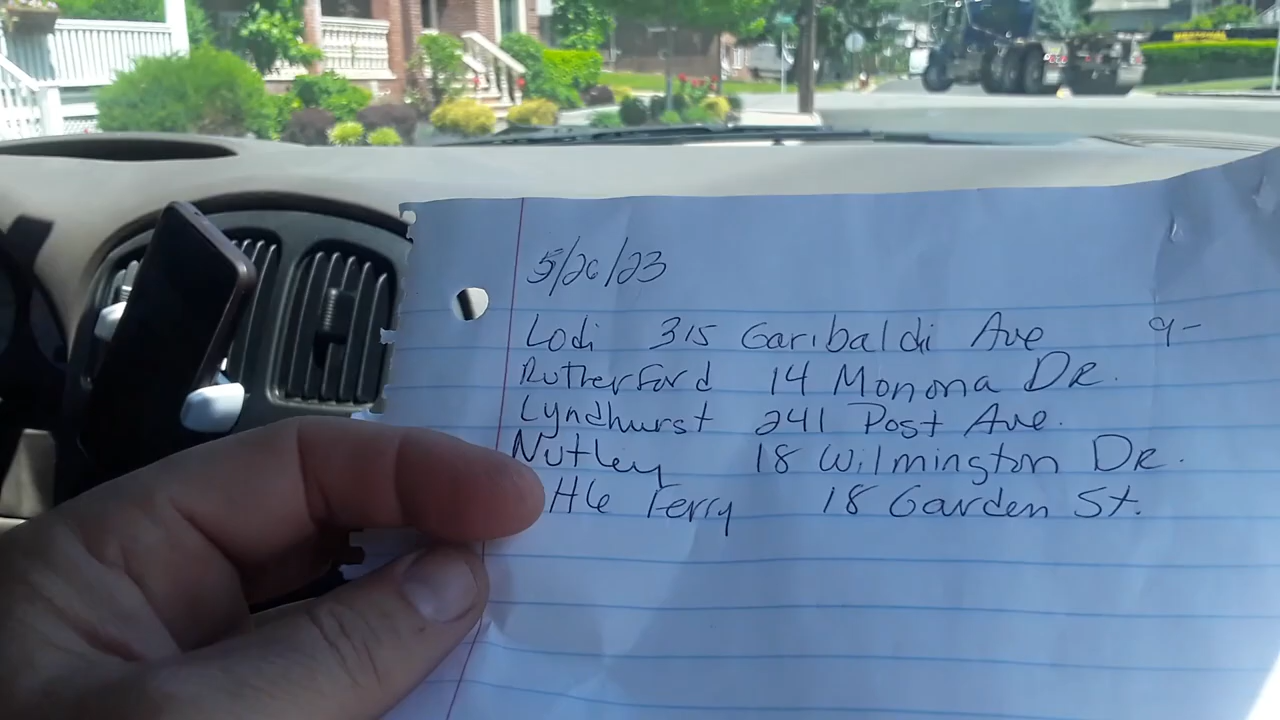 5/26/23
Lodi 315 Garibaldi Ave 9-
Rutherford 14 Monona DR.
Lyndhurst 241 Post Ave.
Nutley 18 Wilmington DR.
ttle Ferry 18 Garden St.